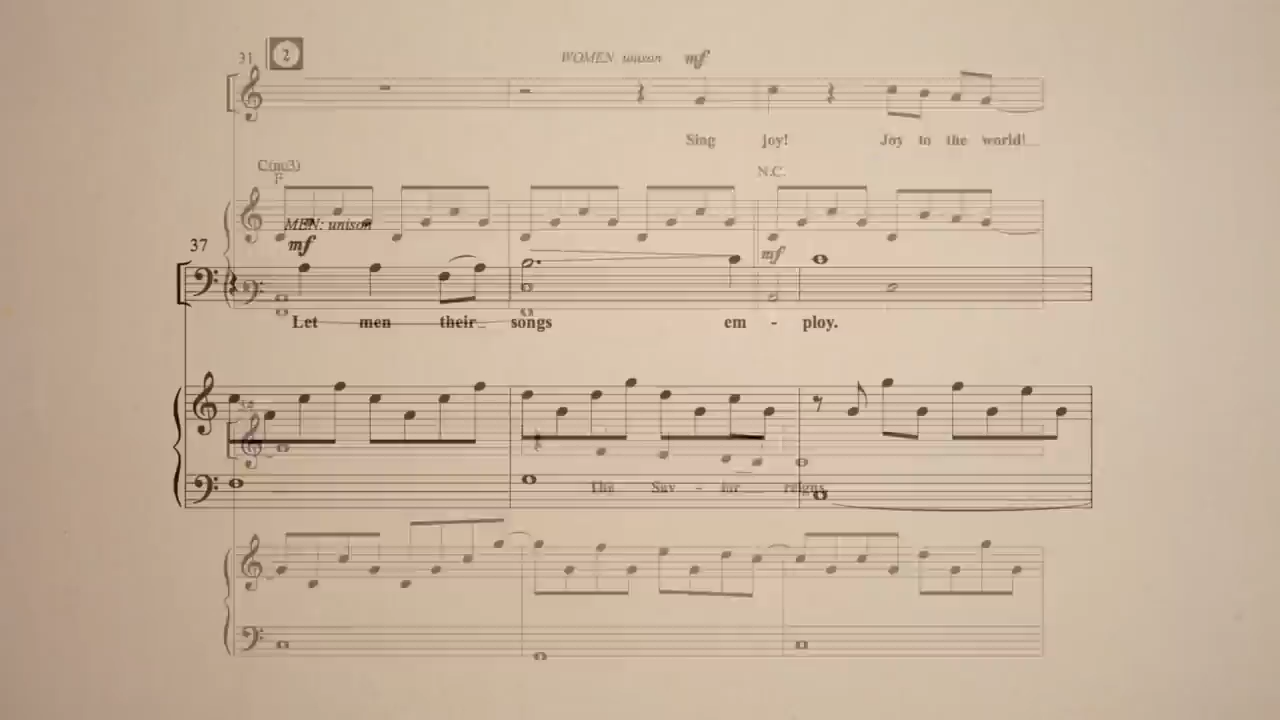 31 2 WOMEN unison mf
Sing joy! Joy to the world!
C(no3) N.C.
F
MEN: unison
37 mf mf
Let men their songs em - ploy.
34
The Sav - ior reigns,